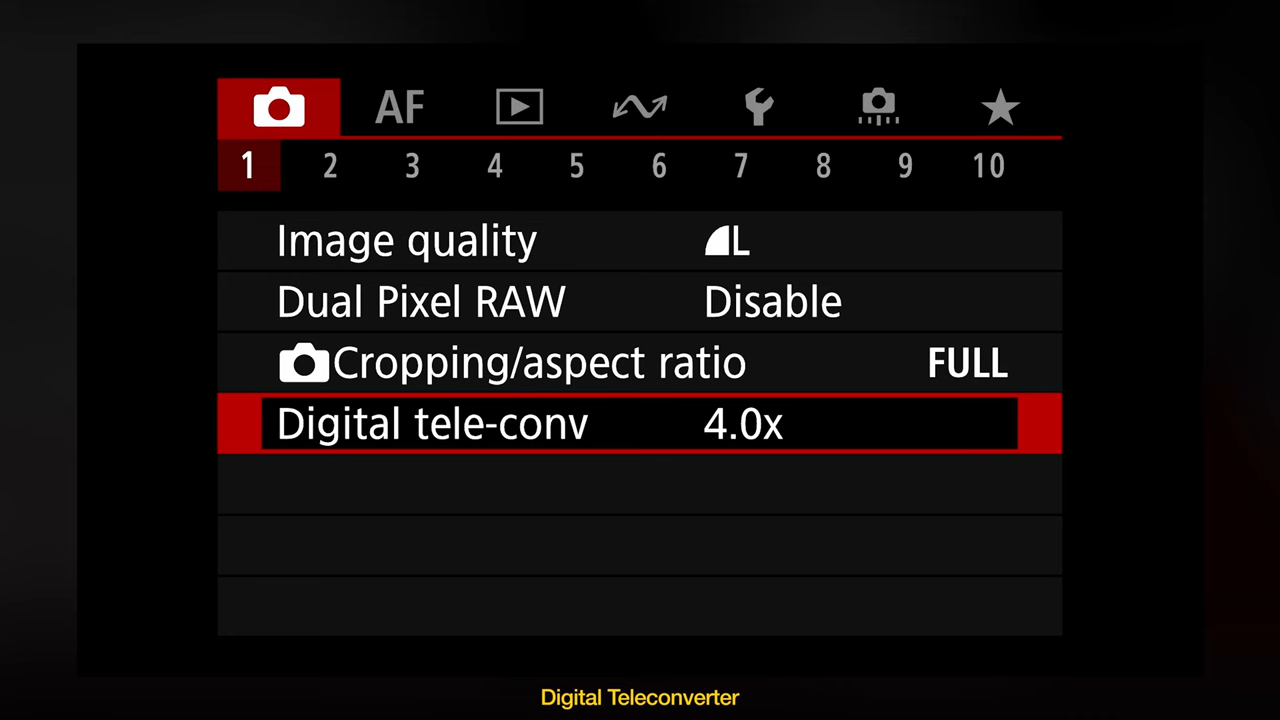 AF
1 2 3 4 5 6 7 8 9 10
Image quality L
Dual Pixel RAW Disable
Cropping/aspect ratio FULL
Digital tele-conv 4.0x
Digital Teleconverter